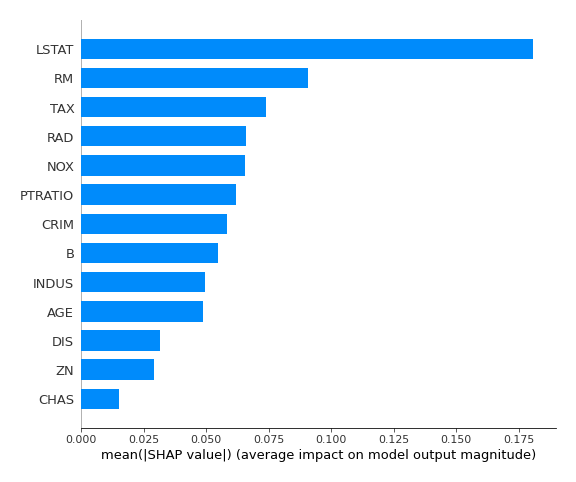 LSTAT
RM
TAX
RAD
NOX
PTRATIO
CRIM
B
INDUS
AGE
DIS
ZN
CHAS
0.000 0.025 0.050 0.075 0.100 0.125 0.150 0.175
mean(|SHAP value|) (average impact on model output magnitude)